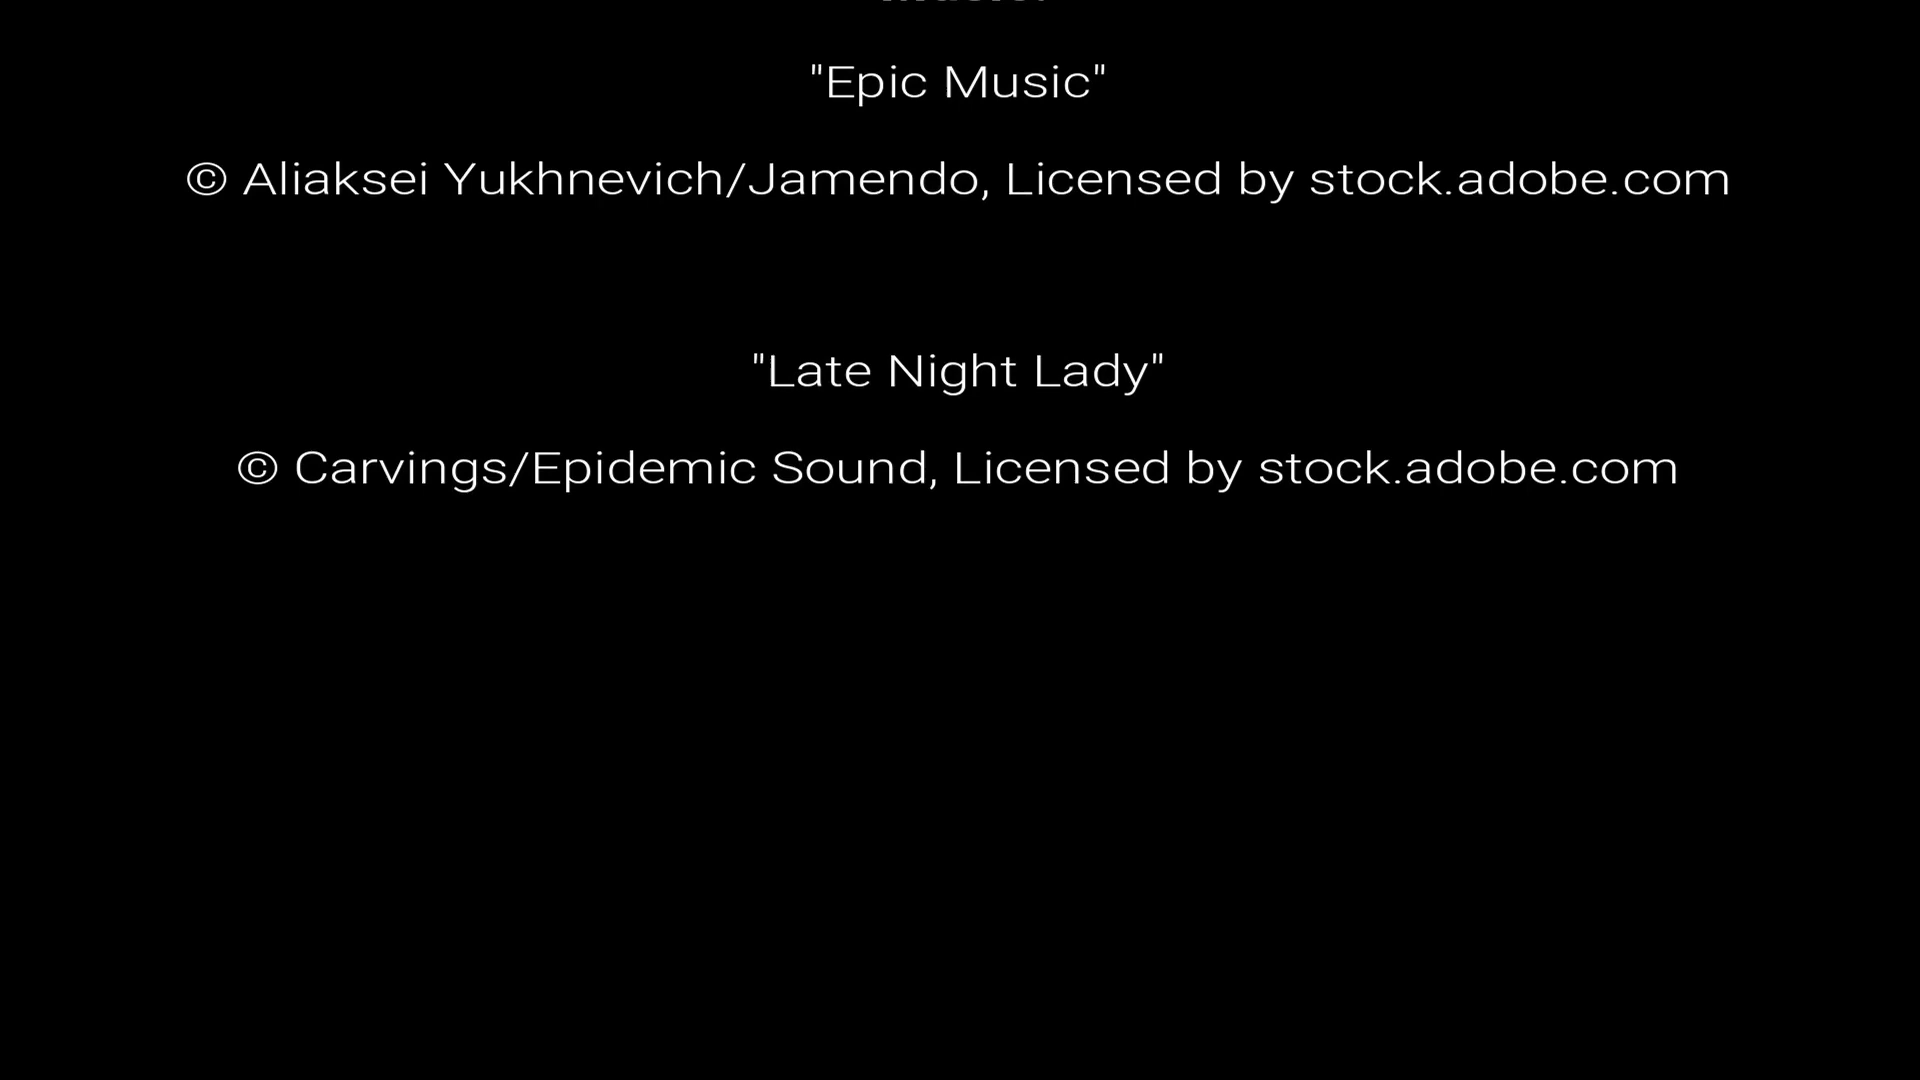 "Epic Music"
© Aliaksei Yukhnevich/Jamendo, Licensed by stock.adobe.com
"Late Night Lady"
© Carvings/Epidemic Sound, Licensed by stock.adobe.com